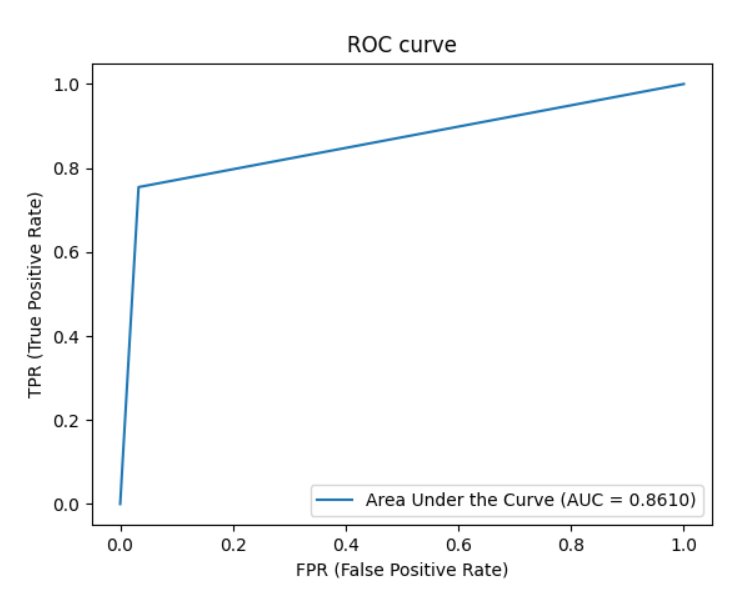 ROC curve
1.0
0.8
0.6
0.4
0.2
0.0
TPR (True Positive Rate)
Area Under the Curve (AUC = 0.8610)
0.0 0.2 0.4 0.6 0.8 1.0
FPR (False Positive Rate)